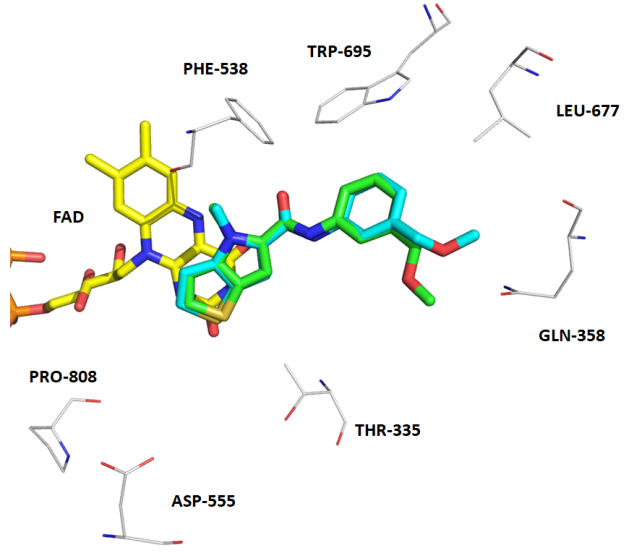 TRP-695
PHE-538
LEU-677
FAD
GLN-358
PRO-808
THR-335
ASP-555